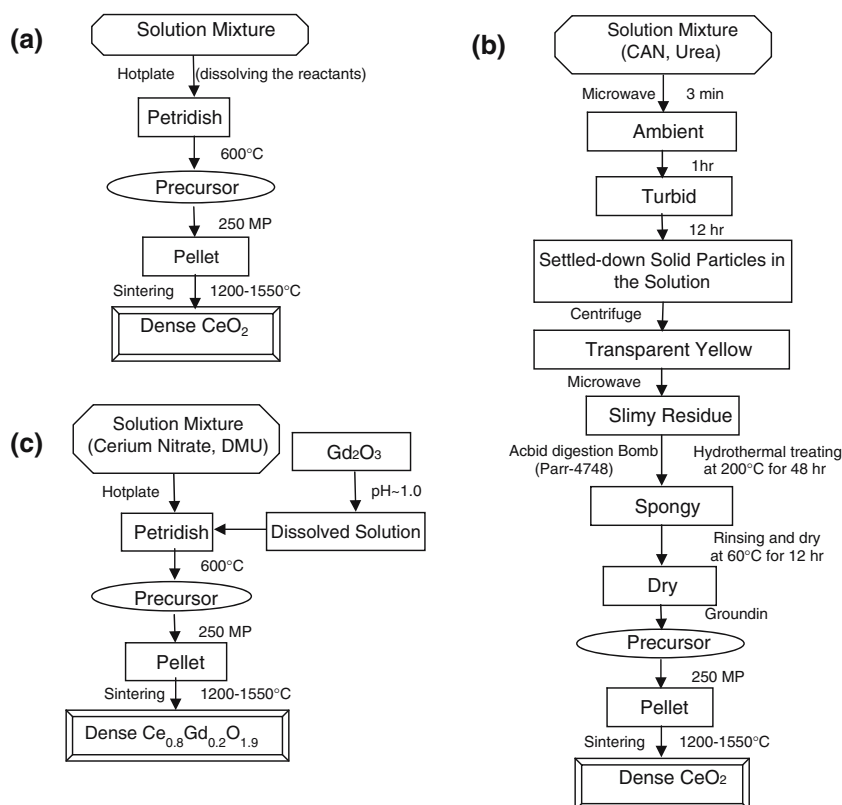 (a)
Solution Mixture
Hotplate (dissolving the reactants)
Petridish
600°C
Precursor
250 MP
Pellet
Sintering 1200-1550°C
Dense CeO₂
(b)
Solution Mixture
(CAN, Urea)
Microwave 3 min
Ambient
1hr
Turbid
12 hr
Settled-down Solid Particles in
the Solution
Centrifuge
Transparent Yellow
Microwave
Slimy Residue
Acbid digestion Bomb
(Parr-4748)
Hydrothermal treating
at 200°C for 48 hr
Spongy
Rinsing and dry
at 60°C for 12 hr
Dry
Groundin
Precursor
250 MP
Pellet
Sintering 1200-1550°C
Dense CeO₂
(c)
Solution Mixture
(Cerium Nitrate, DMU)
Gd₂O₃
Hotplate
pH~1.0
Petridish
Dissolved Solution
600°C
Precursor
250 MP
Pellet
Sintering 1200-1550°C
Dense Ce₀.₈Gd₀.₂O₁.₉